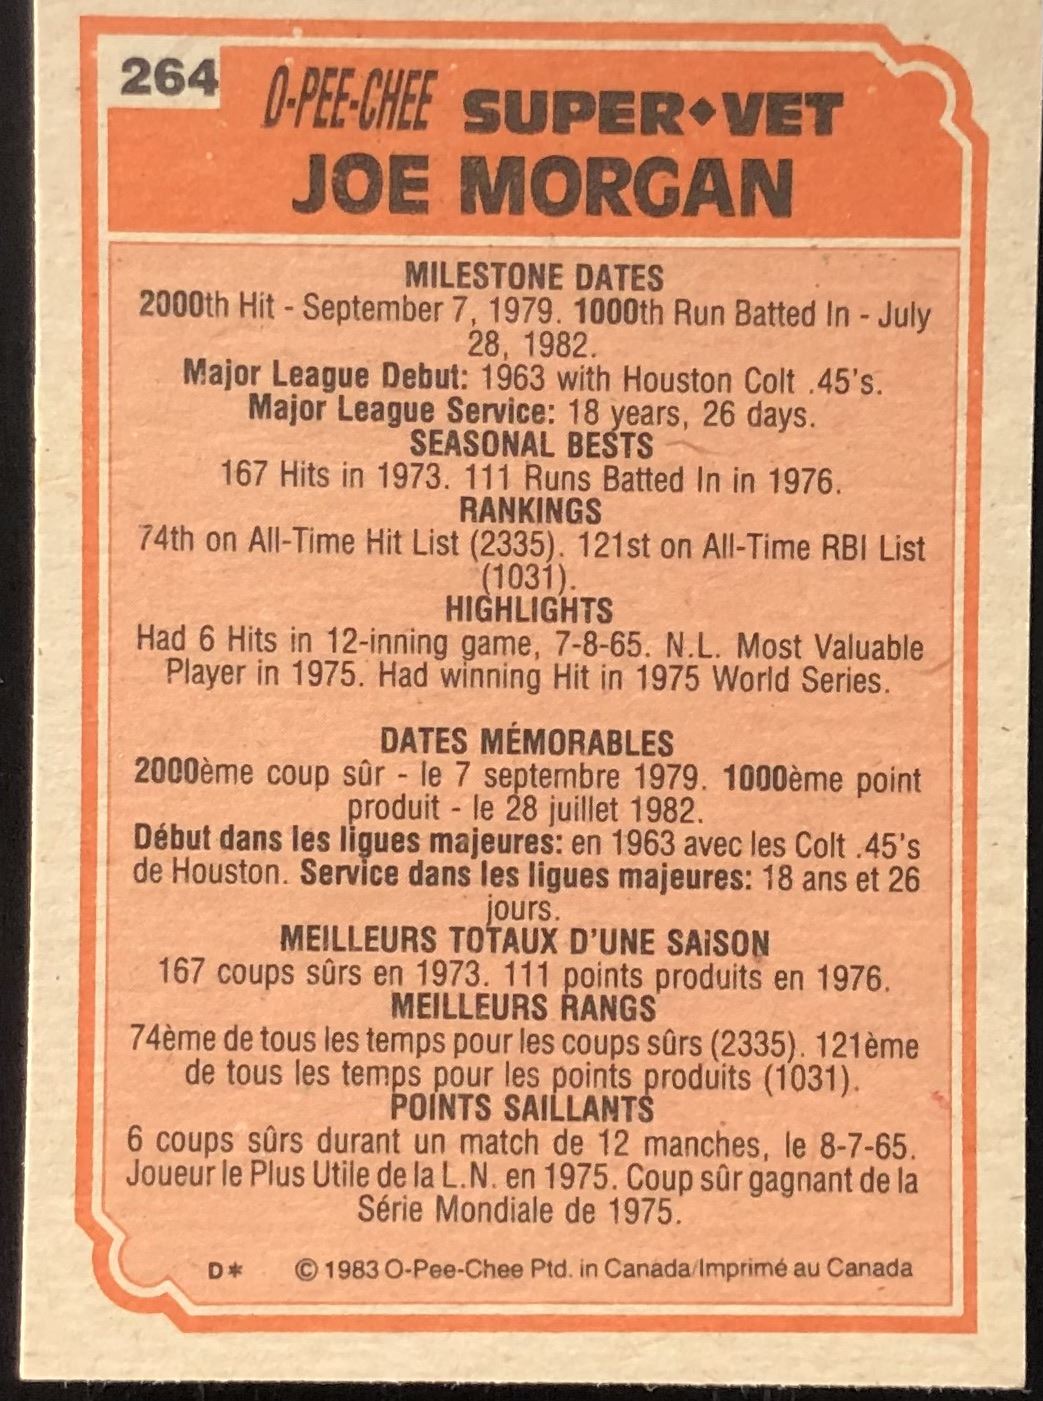 264
O-PEE-CHEE SUPER◆VET
JOE MORGAN
MILESTONE DATES
2000th Hit - September 7, 1979. 1000th Run Batted In - July
28, 1982.
Major League Debut: 1963 with Houston Colt .45's.
Major League Service: 18 years, 26 days.
SEASONAL BESTS
167 Hits in 1973. 111 Runs Batted In in 1976.
RANKINGS
74th on All-Time Hit List (2335). 121st on All-Time RBI List
(1031).
HIGHLIGHTS
Had 6 Hits in 12-inning game, 7-8-65. N.L. Most Valuable
Player in 1975. Had winning Hit in 1975 World Series.
DATES MÉMORABLES
2000ème coup sûr - le 7 septembre 1979. 1000ème point
produit - le 28 juillet 1982.
Début dans les ligues majeures: en 1963 avec les Colt .45's
de Houston. Service dans les ligues majeures: 18 ans et 26
jours.
MEILLEURS TOTAUX D'UNE SAISON
167 coups sûrs en 1973. 111 points produits en 1976.
MEILLEURS RANGS
74ème de tous les temps pour les coups sûrs (2335). 121ème
de tous les temps pour les points produits (1031).
POINTS SAILLANTS
6 coups sûrs durant un match de 12 manches, le 8-7-65.
Joueur le Plus Utile de la L.N. en 1975. Coup sûr gagnant de la
Série Mondiale de 1975.
D* © 1983 O-Pee-Chee Ptd. in Canada/Imprimé au Canada